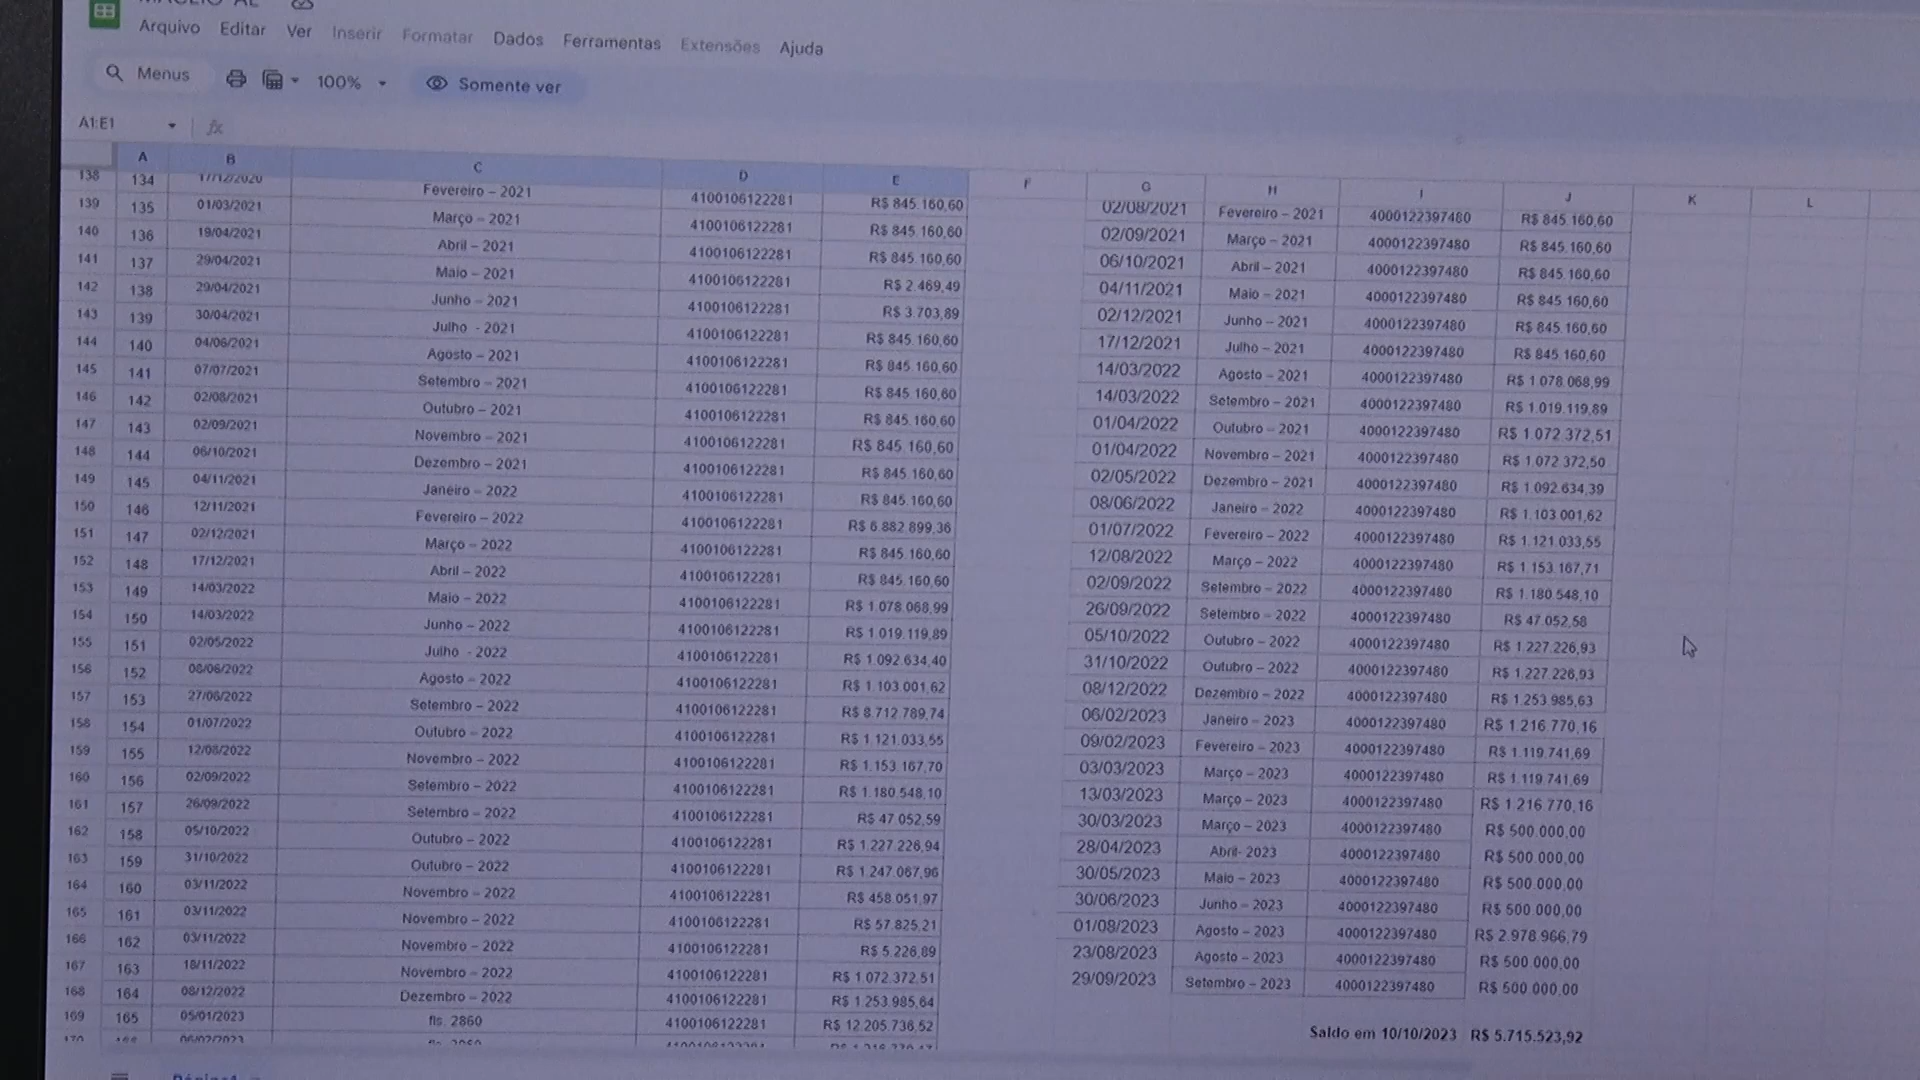 Arquivo Editar Ver Inserir Formatar Dados Ferramentas Extensões Ajuda
Menus 100% Somente ver
A1:E1 fx
A B C D E F G H I J K L
138 134 17/12/2020 Fevereiro – 2021 4100106122281 R$ 845.160,60 02/08/2021 Fevereiro – 2021 4000122397480 R$ 845.160,60
139 135 01/03/2021 Março – 2021 4100106122281 R$ 845.160,60 02/09/2021 Março – 2021 4000122397480 R$ 845.160,60
140 136 19/04/2021 Abril – 2021 4100106122281 R$ 845.160,60 06/10/2021 Abril – 2021 4000122397480 R$ 845.160,60
141 137 29/04/2021 Maio – 2021 4100106122281 R$ 2.469,49 04/11/2021 Maio – 2021 4000122397480 R$ 845.160,60
142 138 29/04/2021 Junho – 2021 4100106122281 R$ 3.703,89 02/12/2021 Junho – 2021 4000122397480 R$ 845.160,60
143 139 30/04/2021 Julho - 2021 4100106122281 R$ 845.160,60 17/12/2021 Julho – 2021 4000122397480 R$ 845.160,60
144 140 04/06/2021 Agosto – 2021 4100106122281 R$ 845.160,60 14/03/2022 Agosto – 2021 4000122397480 R$ 1.078.068,99
145 141 07/07/2021 Setembro – 2021 4100106122281 R$ 845.160,60 14/03/2022 Setembro – 2021 4000122397480 R$ 1.019.119,89
146 142 02/08/2021 Outubro – 2021 4100106122281 R$ 845.160,60 01/04/2022 Outubro – 2021 4000122397480 R$ 1.072.372,51
147 143 02/09/2021 Novembro – 2021 4100106122281 R$ 845.160,60 01/04/2022 Novembro – 2021 4000122397480 R$ 1.072.372,50
148 144 06/10/2021 Dezembro – 2021 4100106122281 R$ 845.160,60 02/05/2022 Dezembro – 2021 4000122397480 R$ 1.092.634,39
149 145 04/11/2021 Janeiro – 2022 4100106122281 R$ 845.160,60 08/06/2022 Janeiro – 2022 4000122397480 R$ 1.103.001,62
150 146 12/11/2021 Fevereiro – 2022 4100106122281 R$ 6.882.899,36 01/07/2022 Fevereiro – 2022 4000122397480 R$ 1.121.033,55
151 147 02/12/2021 Março – 2022 4100106122281 R$ 845.160,60 12/08/2022 Março – 2022 4000122397480 R$ 1.153.167,71
152 148 17/12/2021 Abril – 2022 4100106122281 R$ 845.160,60 02/09/2022 Setembro – 2022 4000122397480 R$ 1.180.548,10
153 149 14/03/2022 Maio – 2022 4100106122281 R$ 1.078.068,99 26/09/2022 Setembro – 2022 4000122397480 R$ 47.052,58
154 150 14/03/2022 Junho – 2022 4100106122281 R$ 1.019.119,89 05/10/2022 Outubro – 2022 4000122397480 R$ 1.227.226,93
155 151 02/05/2022 Julho - 2022 4100106122281 R$ 1.092.634,40 31/10/2022 Outubro – 2022 4000122397480 R$ 1.227.226,93
156 152 08/06/2022 Agosto – 2022 4100106122281 R$ 1.103.001,62 08/12/2022 Dezembro – 2022 4000122397480 R$ 1.253.985,63
157 153 27/06/2022 Setembro – 2022 4100106122281 R$ 8.712.789,74 06/02/2023 Janeiro – 2023 4000122397480 R$ 1.216.770,16
158 154 01/07/2022 Outubro – 2022 4100106122281 R$ 1.121.033,55 09/02/2023 Fevereiro – 2023 4000122397480 R$ 1.119.741,69
159 155 12/08/2022 Novembro – 2022 4100106122281 R$ 1.153.167,70 03/03/2023 Março – 2023 4000122397480 R$ 1.119.741,69
160 156 02/09/2022 Setembro – 2022 4100106122281 R$ 1.180.548,10 13/03/2023 Março – 2023 4000122397480 R$ 1.216.770,16
161 157 26/09/2022 Setembro – 2022 4100106122281 R$ 47.052,59 30/03/2023 Março – 2023 4000122397480 R$ 500.000,00
162 158 05/10/2022 Outubro – 2022 4100106122281 R$ 1.227.226,94 28/04/2023 Abril- 2023 4000122397480 R$ 500.000,00
163 159 31/10/2022 Outubro – 2022 4100106122281 R$ 1.247.067,96 30/05/2023 Maio – 2023 4000122397480 R$ 500.000,00
164 160 03/11/2022 Novembro – 2022 4100106122281 R$ 458.051,97 30/06/2023 Junho – 2023 4000122397480 R$ 500.000,00
165 161 03/11/2022 Novembro – 2022 4100106122281 R$ 57.825,21 01/08/2023 Agosto – 2023 4000122397480 R$ 2.978.966,79
166 162 03/11/2022 Novembro – 2022 4100106122281 R$ 5.226,89 23/08/2023 Agosto – 2023 4000122397480 R$ 500.000,00
167 163 18/11/2022 Novembro – 2022 4100106122281 R$ 1.072.372,51 29/09/2023 Setembro – 2023 4000122397480 R$ 500.000,00
168 164 08/12/2022 Dezembro – 2022 4100106122281 R$ 1.253.985,64
169 165 05/01/2023 fls. 2860 4100106122281 R$ 12.205.736,52 Saldo em 10/10/2023 R$ 5.715.523,92